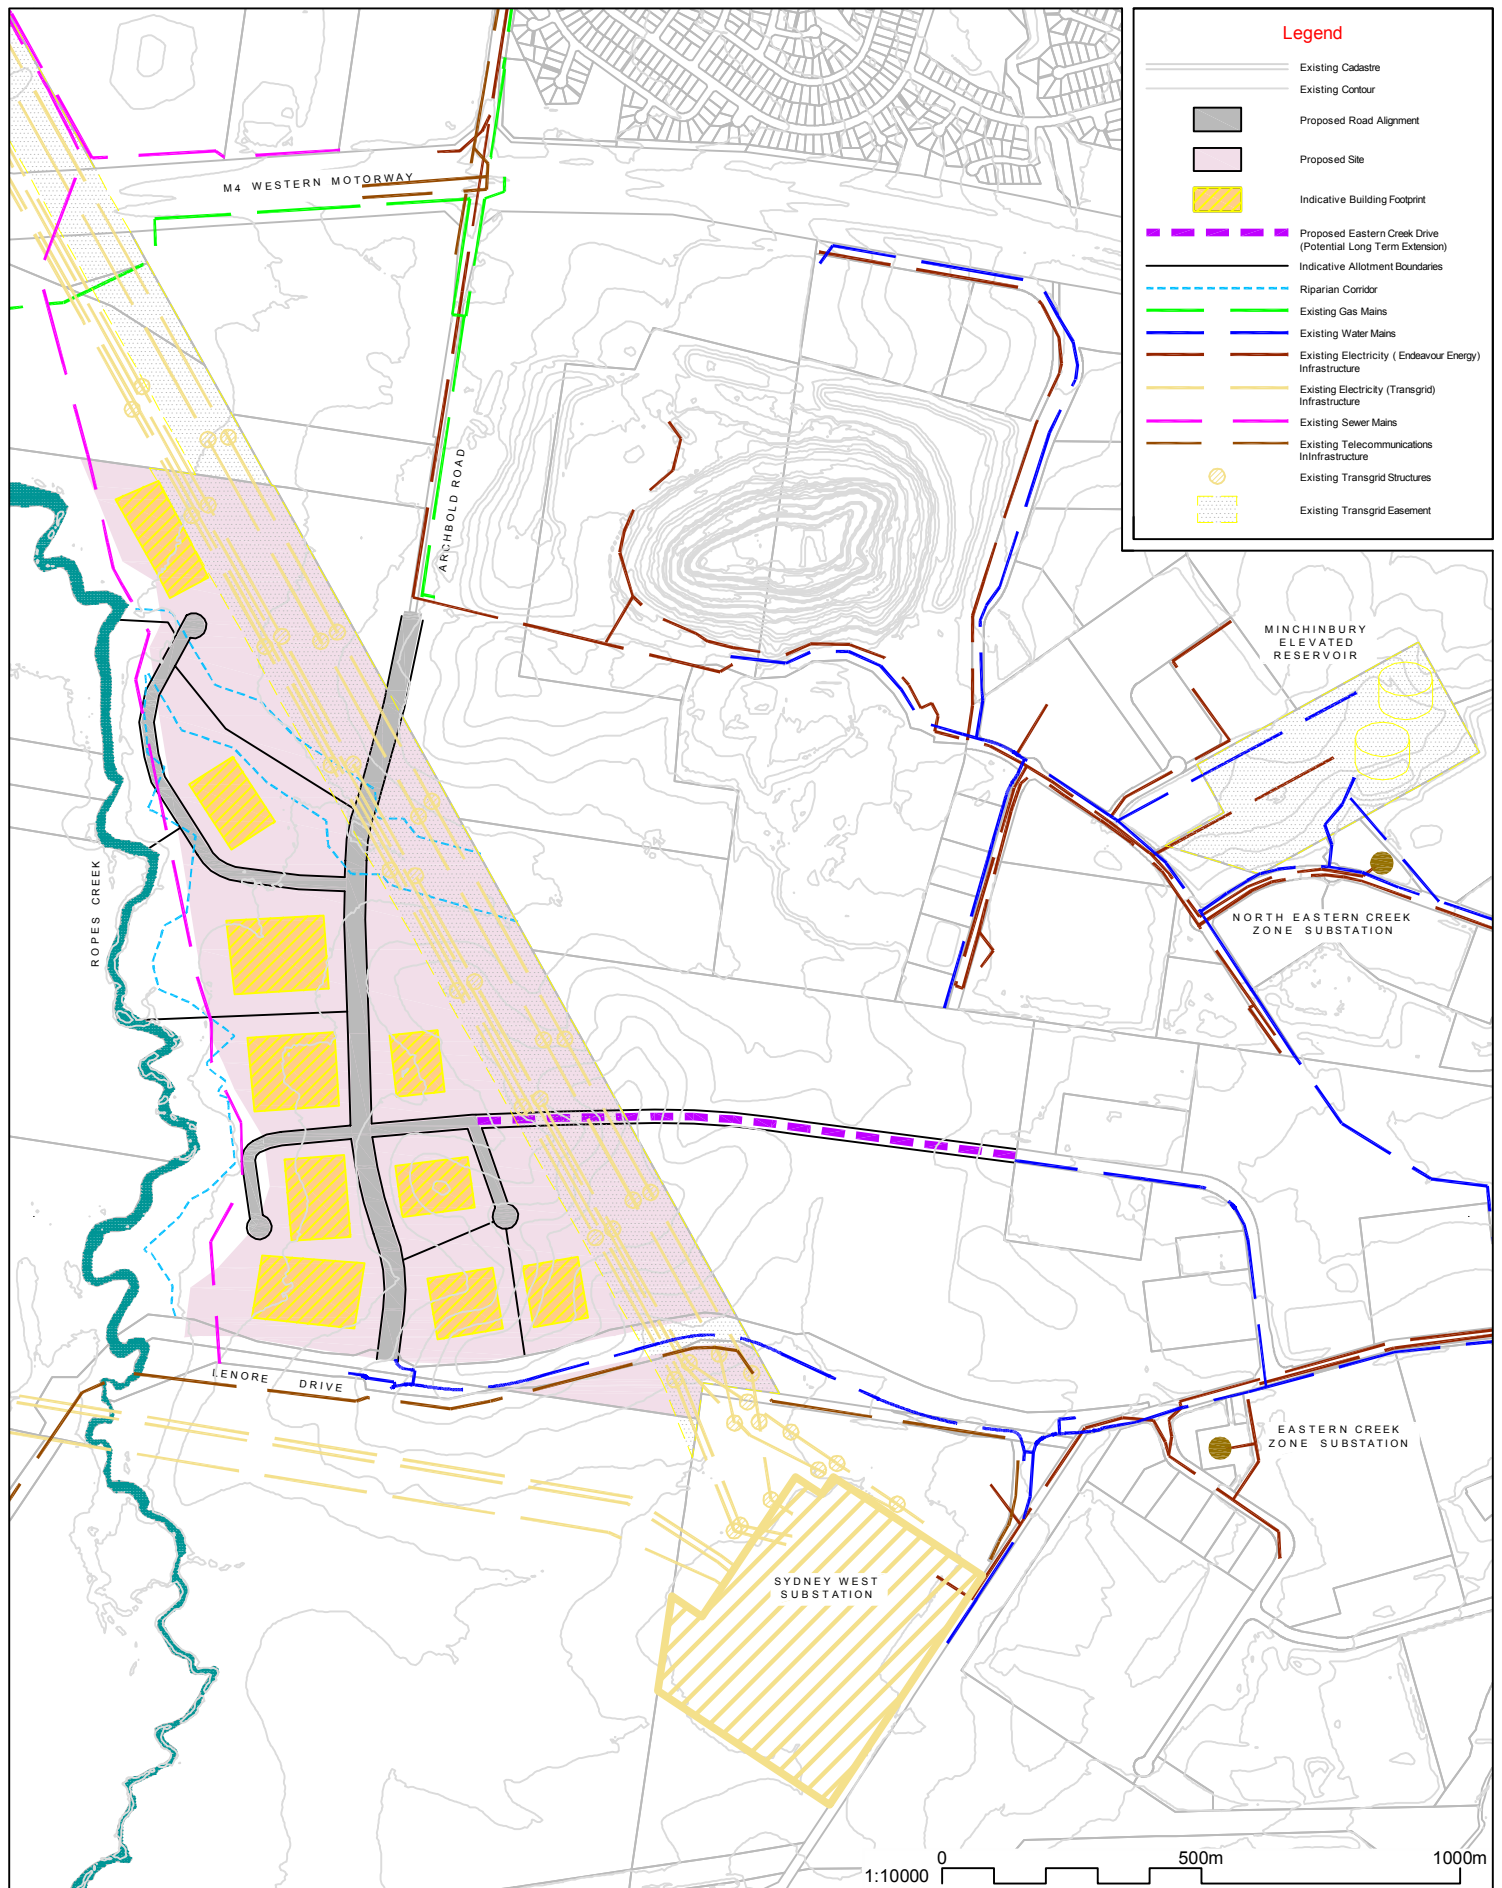 Legend
Existing Cadastre
Existing Contour
Proposed Road Alignment
Proposed Site
Indicative Building Footprint
Proposed Eastern Creek Drive
(Potential Long Term Extension)
Indicative Allotment Boundaries
Riparian Corridor
Existing Gas Mains
Existing Water Mains
Existing Electricity ( Endeavour Energy)
Infrastructure
Existing Electricity (Transgrid)
Infrastructure
Existing Sewer Mains
Existing Telecommunications
InInfrastructure
Existing Transgrid Structures
Existing Transgrid Easement
M4 WESTERN MOTORWAY
ARCHBOLD ROAD
MINCHINBURY
ELEVATED
RESERVOIR
ROPES CREEK
NORTH EASTERN CREEK
ZONE SUBSTATION
LENORE DRIVE
EASTERN CREEK
ZONE SUBSTATION
SYDNEY WEST
SUBSTATION
1:10000
0
500m
1000m